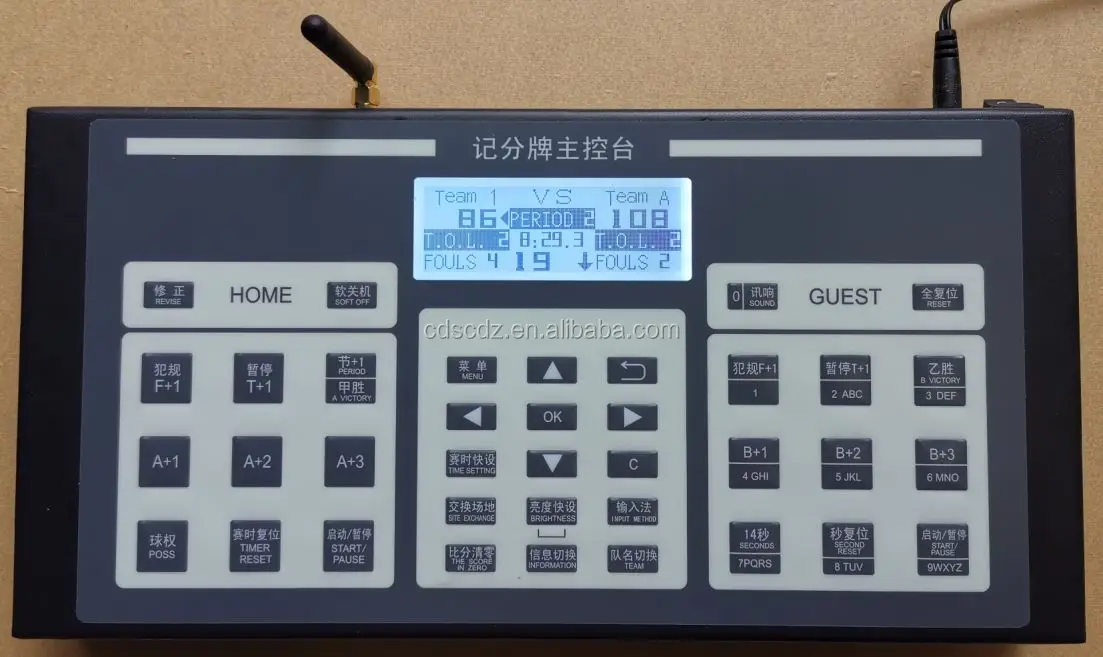 记分牌主控台
Team 1 VS Team A
86 PERIOD 2 108
T.O.L. 2 8:29.3 T.O.L. 2
FOULS 4 19 FOULS 2
修 正
REVISE
HOME
软关机
SOFT OFF
犯规
F+1
暂停
T+1
节+1
PERIOD
甲胜
A VICTORY
A+1
A+2
A+3
球权
POSS
赛时复位
TIMER
RESET
启动/暂停
START/
PAUSE
cdscdz.en.alibaba.com
菜 单
MENU
OK
赛时快设
TIME SETTING
C
交换场地
SITE EXCHANGE
亮度快设
BRIGHTNESS
输入法
INPUT METHOD
比分清零
THE SCORE
IN ZERO
信息切换
INFORMATION
队名切换
TEAM
0
讯响
SOUND
GUEST
全复位
RESET
犯规F+1
1
暂停T+1
2 ABC
乙胜
B VICTORY
3 DEF
B+1
4 GHI
B+2
5 JKL
B+3
6 MNO
14秒
SECONDS
7PQRS
秒复位
SECOND
RESET
8 TUV
启动/暂停
START/
PAUSE
9WXYZ